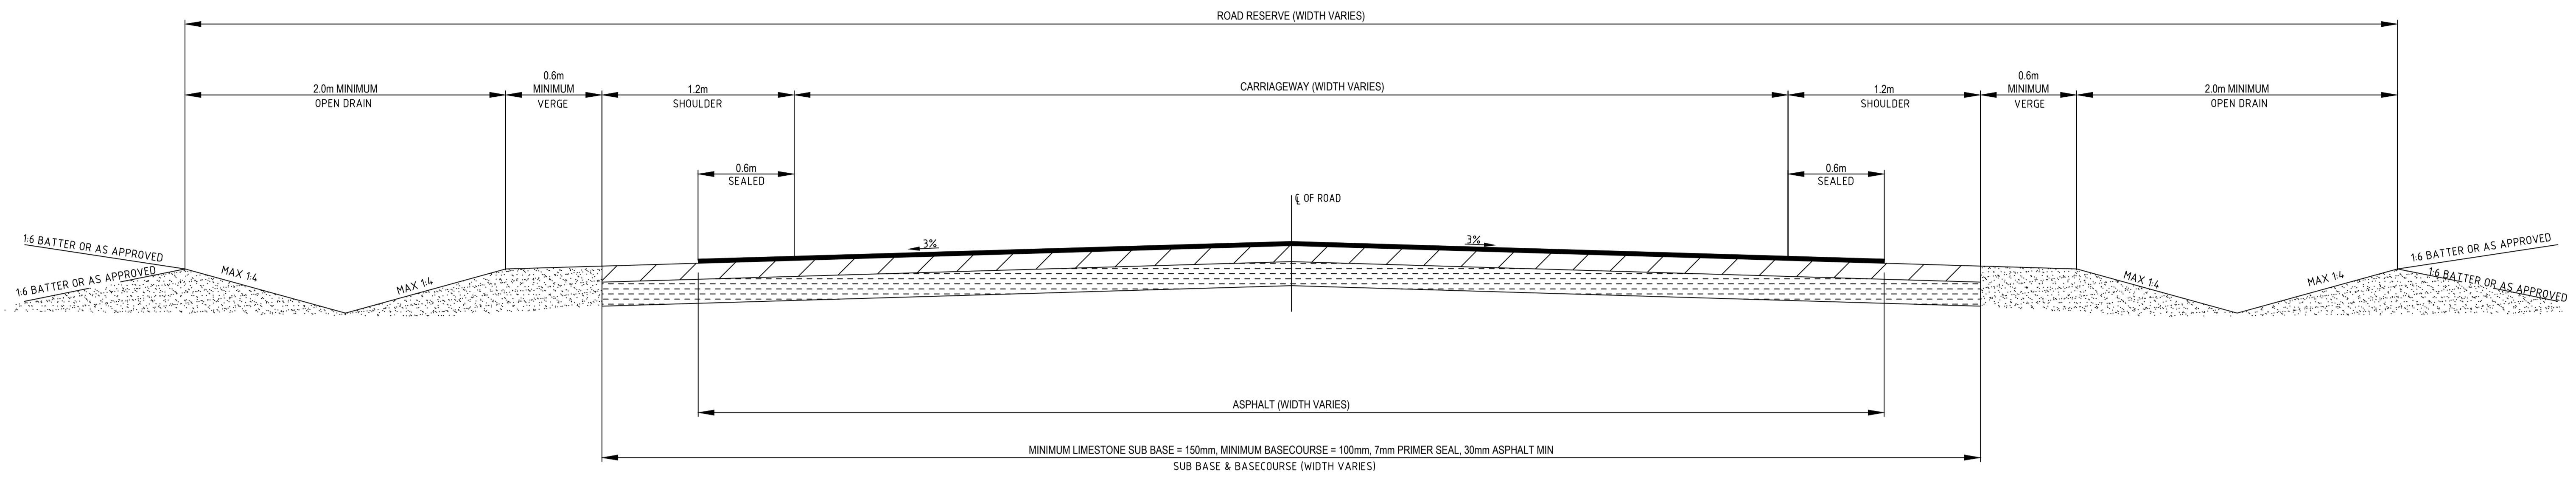 ROAD RESERVE (WIDTH VARIES)
2.0m MINIMUM
OPEN DRAIN
0.6m
MINIMUM
VERGE
1.2m
SHOULDER
CARRIAGEWAY (WIDTH VARIES)
1.2m
SHOULDER
0.6m
MINIMUM
VERGE
2.0m MINIMUM
OPEN DRAIN
0.6m
SEALED
0.6m
SEALED
℄ OF ROAD
3%
3%
1:6 BATTER OR AS APPROVED
1:6 BATTER OR AS APPROVED
MAX 1:4
MAX 1:4
MAX 1:4
MAX 1:4
1:6 BATTER OR AS APPROVED
1:6 BATTER OR AS APPROVED
ASPHALT (WIDTH VARIES)
MINIMUM LIMESTONE SUB BASE = 150mm, MINIMUM BASECOURSE = 100mm, 7mm PRIMER SEAL, 30mm ASPHALT MIN
SUB BASE & BASECOURSE (WIDTH VARIES)